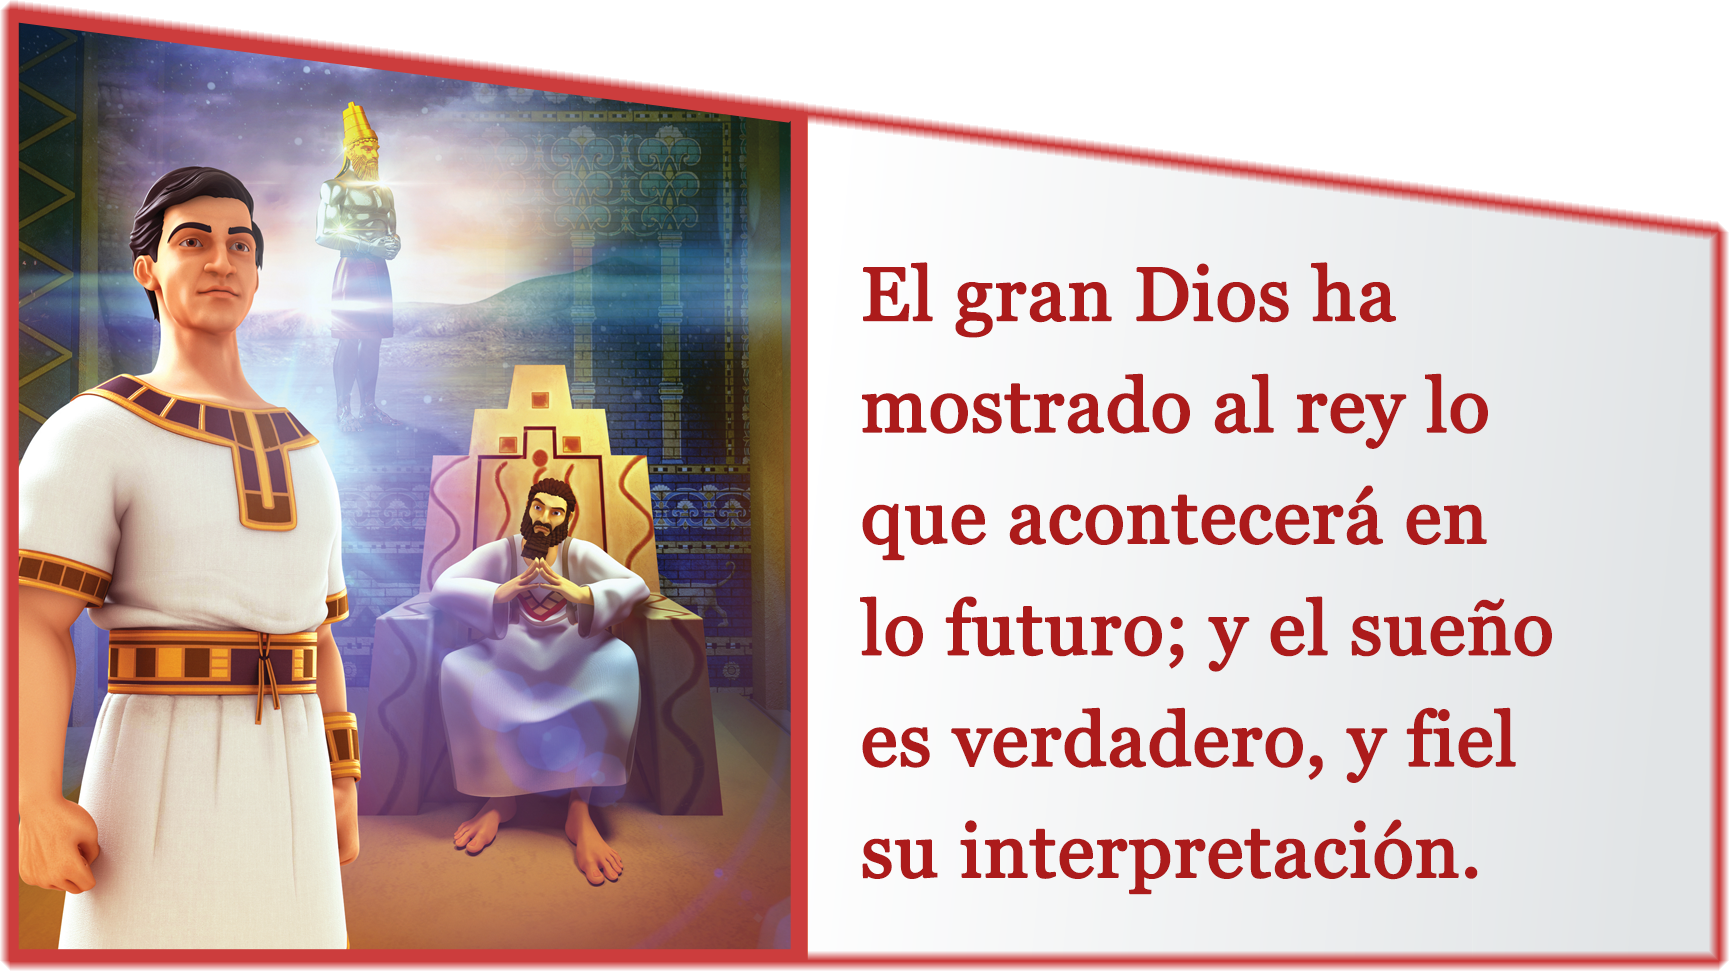 El gran Dios ha
mostrado al rey lo
que acontecerá en
lo futuro; y el sueño
es verdadero, y fiel
su interpretación.